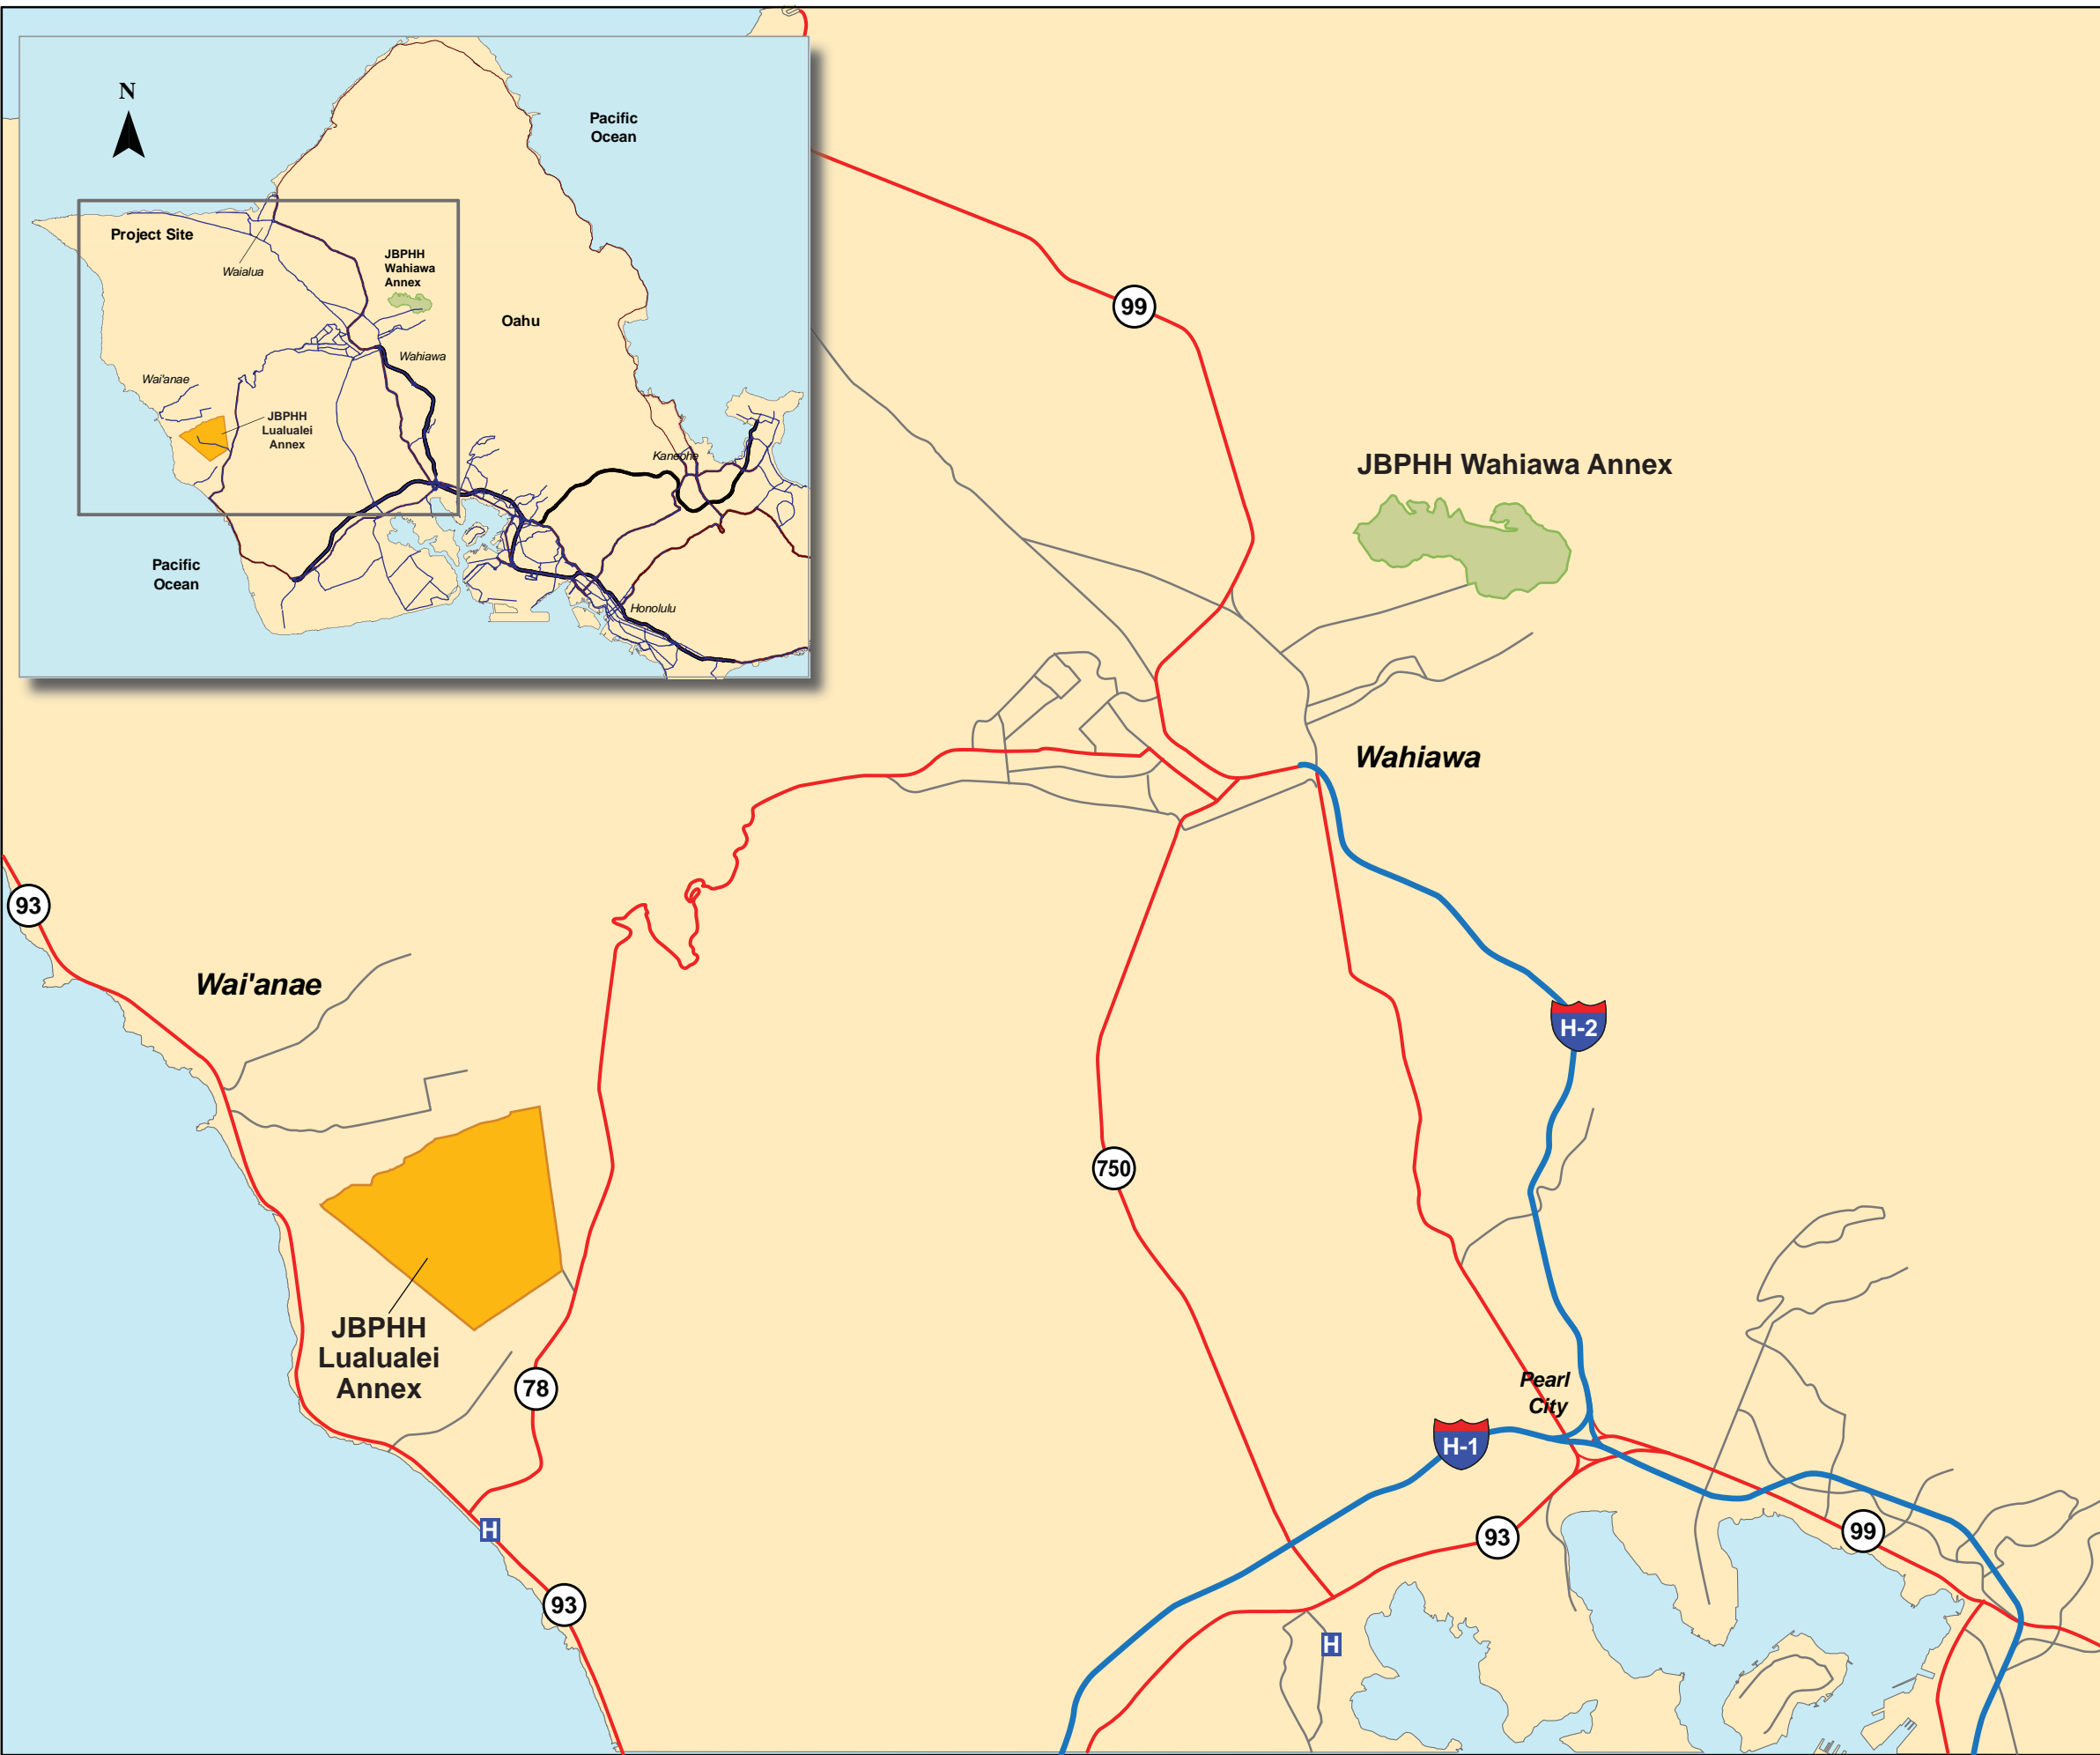 N
Pacific
Ocean
Project Site
Waialua
JBPHH
Wahiawa
Annex
Oahu
Wahiawa
Wai'anae
JBPHH
Lualualei
Annex
Kaneohe
Pacific
Ocean
Honolulu
99
JBPHH Wahiawa Annex
Wahiawa
93
Wai'anae
H-2
750
JBPHH
Lualualei
Annex
78
Pearl
City
H-1
H
93
99
93
H